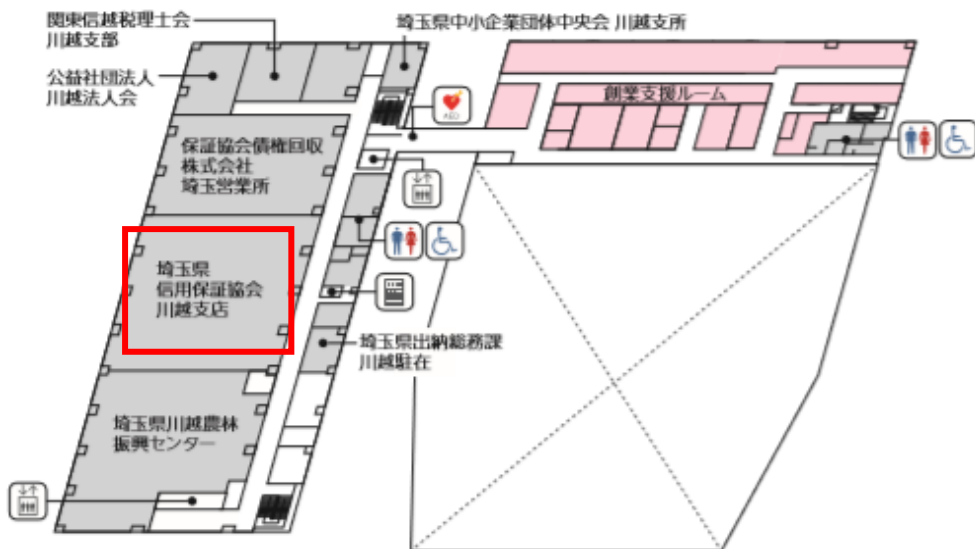 関東信越税理士会
川越支部
埼玉県中小企業団体中央会 川越支所
公益社団法人
川越法人会
創業支援ルーム
AED
保証協会債権回収
株式会社
埼玉営業所
埼玉県
信用保証協会
川越支店
埼玉県出納総務課
川越駐在
埼玉県川越農林
振興センター